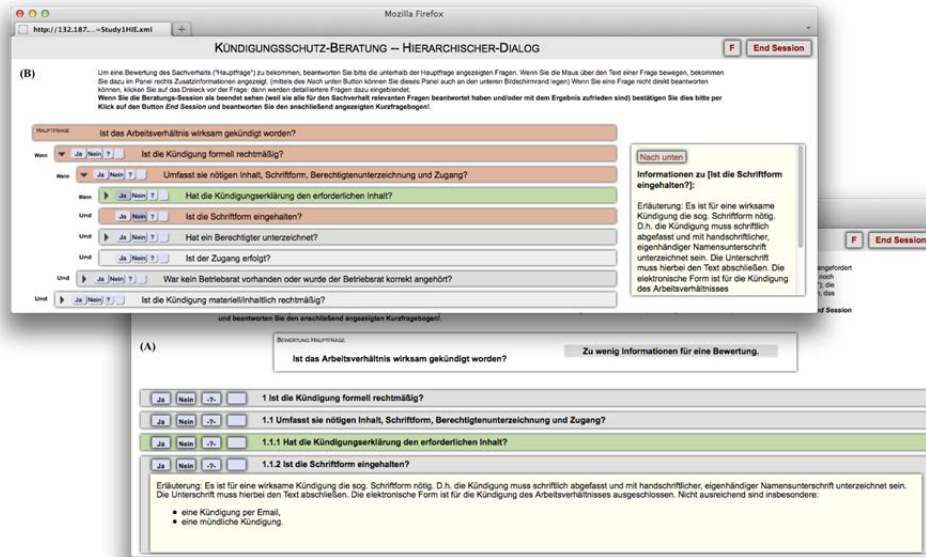 Mozilla Firefox
http://132.187....=Study1HIE.xml
+
KÜNDIGUNGSSCHUTZ-BERATUNG -- HIERARCHISCHER-DIALOG
F
End Session
(B)
Um eine Bewertung des Sachverhalts ("Hauptfrage") zu bekommen, beantworten Sie bitte die unterhalb der Hauptfrage angezeigten Fragen. Wenn Sie die Maus über den Text einer Frage bewegen, bekommen
Sie dazu im Panel rechts Zusatzinformationen angezeigt. (mittels des Nach unten Button können Sie dieses Panel auch an den unteren Bildschirmrand legen) Wenn Sie eine Frage nicht direkt beantworten
können, klicken Sie auf das Dreieck vor der Frage: dann werden detailliertere Fragen dazu eingeblendet.
Wenn Sie die Beratungs-Session als beendet sehen (weil sie alle für den Sachverhalt relevanten Fragen beantwortet haben und/oder mit dem Ergebnis zufrieden sind) bestätigen Sie dies bitte per
Klick auf den Button End Session und beantworten Sie den anschließend angezeigten Kurzfragebogen!.
HAUPTFRAGE Ist das Arbeitsverhältnis wirksam gekündigt worden?
Wenn Ja Nein ? Ist die Kündigung formell rechtmäßig?
Wenn Ja Nein ? Umfasst sie nötigen Inhalt, Schriftform, Berechtigtenunterzeichnung und Zugang?
Wenn Ja Nein ? Hat die Kündigungserklärung den erforderlichen Inhalt?
Und Ja Nein ? Ist die Schriftform eingehalten?
Und Ja Nein ? Hat ein Berechtigter unterzeichnet?
Und Ja Nein ? Ist der Zugang erfolgt?
Und Ja Nein ? War kein Betriebsrat vorhanden oder wurde der Betriebsrat korrekt angehört?
Und Ja Nein ? Ist die Kündigung materiell/inhaltlich rechtmäßig?
Nach unten
Informationen zu [Ist die Schriftform
eingehalten?]:
Erläuterung: Es ist für eine wirksame
Kündigung die sog. Schriftform nötig.
D.h. die Kündigung muss schriftlich
abgefasst und mit handschriftlicher,
eigenhändiger Namensunterschrift
unterzeichnet sein. Die Unterschrift
muss hierbei den Text abschließen. Die
elektronische Form ist für die Kündigung
des Arbeitsverhältnisses
F
End Session
angefordert
noch
die
das
End Session
und beantworten Sie den anschließend angezeigten Kurzfragebogen!.
(A)
BEWERTUNG HAUPTFRAGE
Ist das Arbeitsverhältnis wirksam gekündigt worden?
Zu wenig Informationen für eine Bewertung.
Ja Nein -?- 1 Ist die Kündigung formell rechtmäßig?
Ja Nein -?- 1.1 Umfasst sie nötigen Inhalt, Schriftform, Berechtigtenunterzeichnung und Zugang?
Ja Nein -?- 1.1.1 Hat die Kündigungserklärung den erforderlichen Inhalt?
Ja Nein -?- 1.1.2 Ist die Schriftform eingehalten?
Erläuterung: Es ist für eine wirksame Kündigung die sog. Schriftform nötig. D.h. die Kündigung muss schriftlich abgefasst und mit handschriftlicher, eigenhändiger Namensunterschrift unterzeichnet sein.
Die Unterschrift muss hierbei den Text abschließen. Die elektronische Form ist für die Kündigung des Arbeitsverhältnisses ausgeschlossen. Nicht ausreichend sind insbesondere:
• eine Kündigung per Email,
• eine mündliche Kündigung.